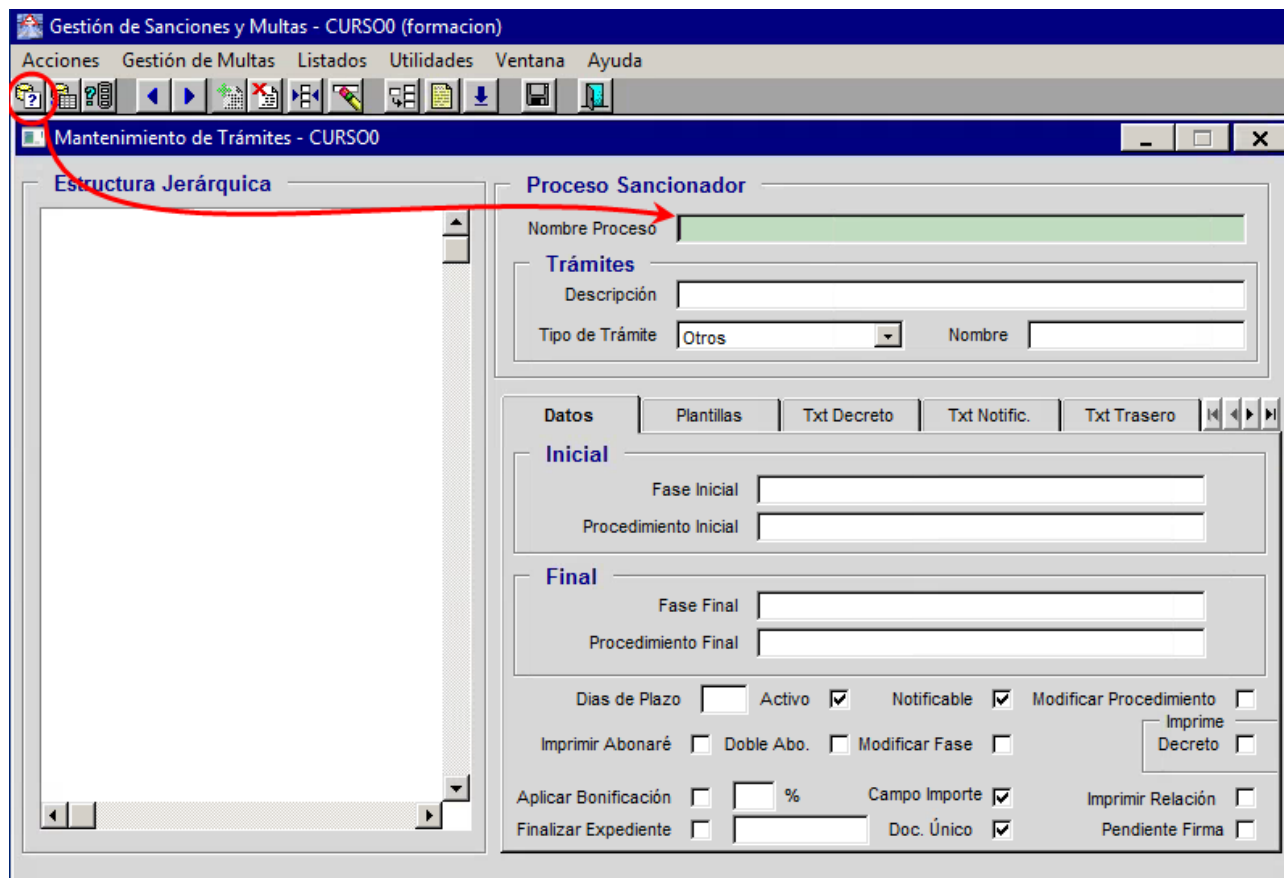 Gestión de Sanciones y Multas - CURSO0 (formacion)
Acciones Gestión de Multas Listados Utilidades Ventana Ayuda
Mantenimiento de Trámites - CURSO0
Estructura Jerárquica
Proceso Sancionador
Nombre Proceso
Trámites
Descripción
Tipo de Trámite Otros Nombre
Datos Plantillas Txt Decreto Txt Notific. Txt Trasero
Inicial
Fase Inicial
Procedimiento Inicial
Final
Fase Final
Procedimiento Final
Dias de Plazo Activo Notificable Modificar Procedimiento
Imprime
Imprimir Abonaré Doble Abo. Modificar Fase Decreto
Aplicar Bonificación % Campo Importe Imprimir Relación
Finalizar Expediente Doc. Único Pendiente Firma